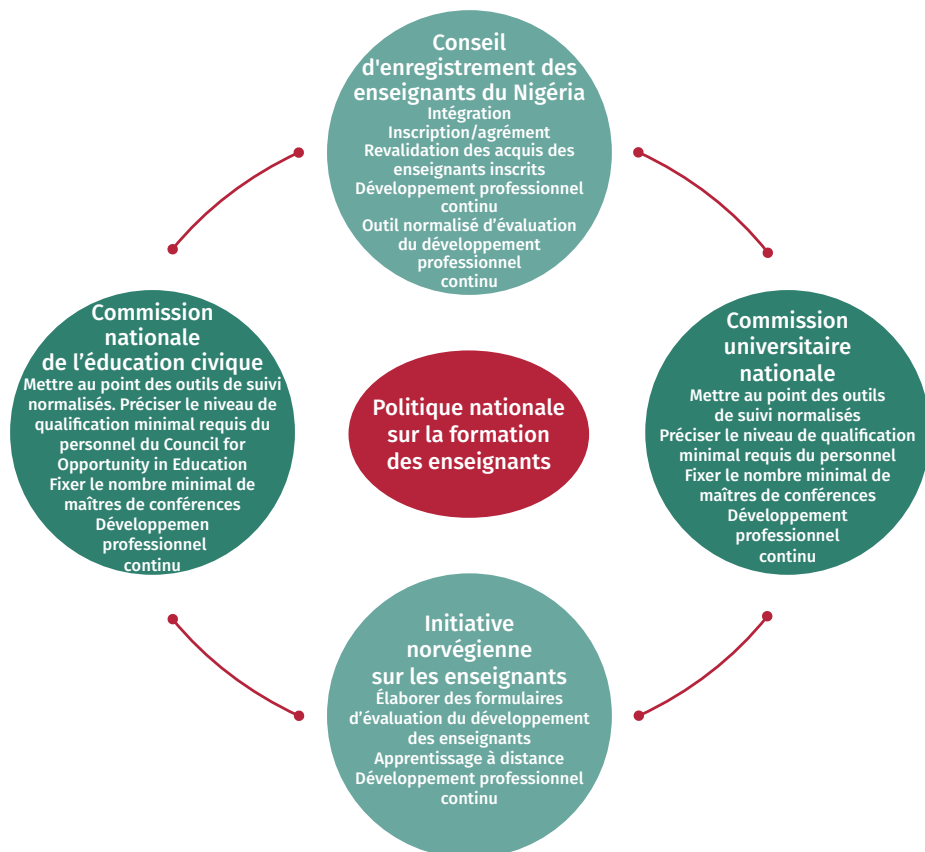 Conseil
d'enregistrement des
enseignants du Nigéria
Intégration
Inscription/agrément
Revalidation des acquis des
enseignants inscrits
Développement professionnel
continu
Outil normalisé d’évaluation
du développement
professionnel
continu
Commission
nationale
de l’éducation civique
Mettre au point des outils de suivi
normalisés. Préciser le niveau de
qualification minimal requis du
personnel du Council for
Opportunity in Education
Fixer le nombre minimal de
maîtres de conférences
Développemen
professionnel
continu
Politique nationale
sur la formation
des enseignants
Commission
universitaire
nationale
Mettre au point des outils
de suivi normalisés
Préciser le niveau de qualification
minimal requis du personnel
Fixer le nombre minimal de
maîtres de conférences
Développement
professionnel
continu
Initiative
norvégienne
sur les enseignants
Élaborer des formulaires
d’évaluation du développement
des enseignants
Apprentissage à distance
Développement professionnel
continu